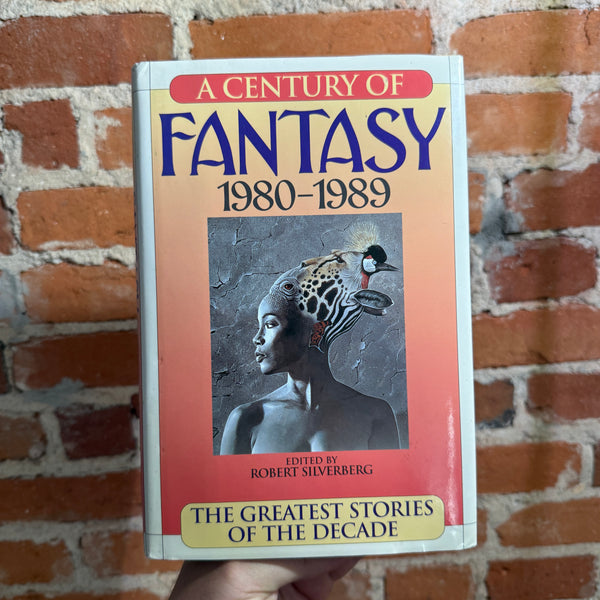 A CENTURY OF
FANTASY
1980–1989
EDITED BY
ROBERT SILVERBERG
THE GREATEST STORIES
OF THE DECADE